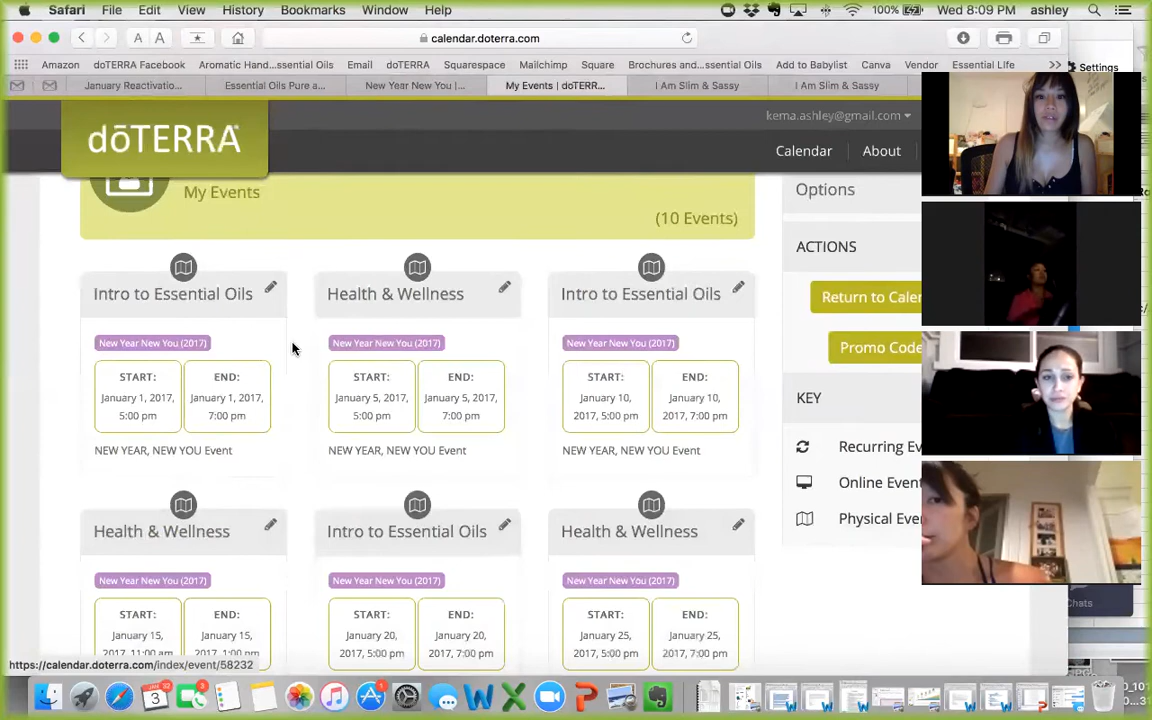 Safari File Edit View History Bookmarks Window Help 100% Wed 8:09 PM ashley
A A calendar.doterra.com
Amazon doTERRA Facebook Aromatic Hand...ssential Oils Email doTERRA Squarespace Mailchimp Square Brochures and...ssential Oils Add to Babylist Canva Vendor Essential Life >>
January Reactivatio... Essential Oils Pure a... New Year New You |... My Events | doTERR... I Am Slim & Sassy I Am Slim & Sassy
Settings
dōTERRA
kema.ashley@gmail.com
Calendar About
My Events
(10 Events)
Options
ACTIONS
Return to Calen
Promo Code
KEY
Recurring Ev
Online Event
Physical Eve
Intro to Essential Oils Health & Wellness Intro to Essential Oils
New Year New You (2017) New Year New You (2017) New Year New You (2017)
START: END: START: END: START: END:
January 1, 2017, January 1, 2017, January 5, 2017, January 5, 2017, January 10, January 10,
5:00 pm 7:00 pm 5:00 pm 7:00 pm 2017, 5:00 pm 2017, 7:00 pm
NEW YEAR, NEW YOU Event NEW YEAR, NEW YOU Event NEW YEAR, NEW YOU Event
Health & Wellness Intro to Essential Oils Health & Wellness
New Year New You (2017) New Year New You (2017) New Year New You (2017)
START: END: START: END: START: END:
January 15, January 15, January 20, January 20, January 25, January 25,
2017, 11:00 am 2017, 1:00 pm 2017, 5:00 pm 2017, 7:00 pm 2017, 5:00 pm 2017, 7:00 pm
Chats
https://calendar.doterra.com/index/event/58232